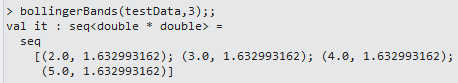 > bollingerBands(testData,3);;
val it : seq<double * double> =
seq
[(2.0, 1.632993162); (3.0, 1.632993162); (4.0, 1.632993162);
(5.0, 1.632993162)]